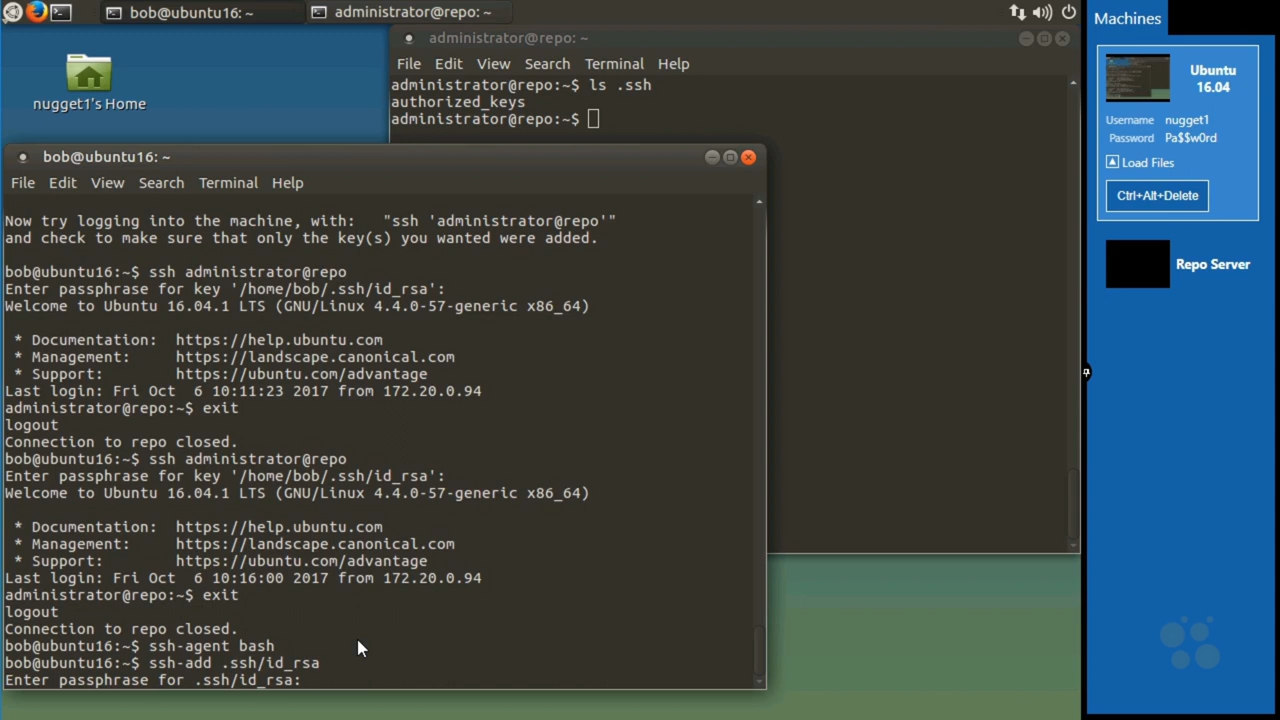 bob@ubuntu16: ~
administrator@repo: ~
nugget1's Home
administrator@repo: ~
File Edit View Search Terminal Help
administrator@repo:~$ ls .ssh
authorized_keys
administrator@repo:~$
bob@ubuntu16: ~
File Edit View Search Terminal Help
Now try logging into the machine, with:   "ssh 'administrator@repo'"
and check to make sure that only the key(s) you wanted were added.
bob@ubuntu16:~$ ssh administrator@repo
Enter passphrase for key '/home/bob/.ssh/id_rsa':
Welcome to Ubuntu 16.04.1 LTS (GNU/Linux 4.4.0-57-generic x86_64)
 * Documentation:  https://help.ubuntu.com
 * Management:     https://landscape.canonical.com
 * Support:        https://ubuntu.com/advantage
Last login: Fri Oct  6 10:11:23 2017 from 172.20.0.94
administrator@repo:~$ exit
logout
Connection to repo closed.
bob@ubuntu16:~$ ssh administrator@repo
Enter passphrase for key '/home/bob/.ssh/id_rsa':
Welcome to Ubuntu 16.04.1 LTS (GNU/Linux 4.4.0-57-generic x86_64)
 * Documentation:  https://help.ubuntu.com
 * Management:     https://landscape.canonical.com
 * Support:        https://ubuntu.com/advantage
Last login: Fri Oct  6 10:16:00 2017 from 172.20.0.94
administrator@repo:~$ exit
logout
Connection to repo closed.
bob@ubuntu16:~$ ssh-agent bash
bob@ubuntu16:~$ ssh-add .ssh/id_rsa
Enter passphrase for .ssh/id_rsa:
Machines
Ubuntu
16.04
Username nugget1
Password Pa$$w0rd
Load Files
Ctrl+Alt+Delete
Repo Server